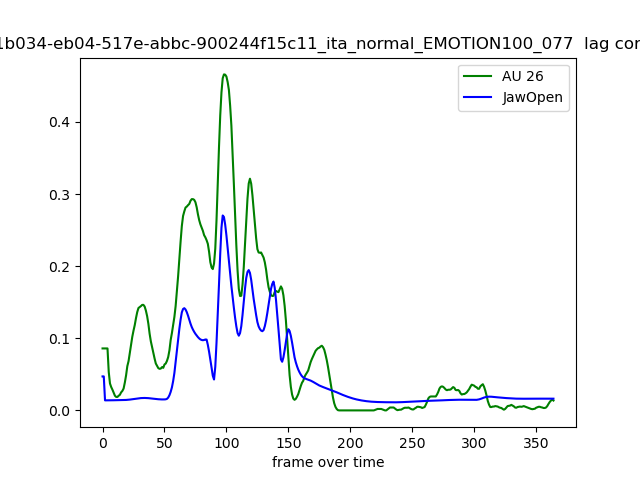 1b034-eb04-517e-abbc-900244f15c11_ita_normal_EMOTION100_077 lag cor
AU 26
JawOpen
0.4
0.3
0.2
0.1
0.0
0 50 100 150 200 250 300 350
frame over time